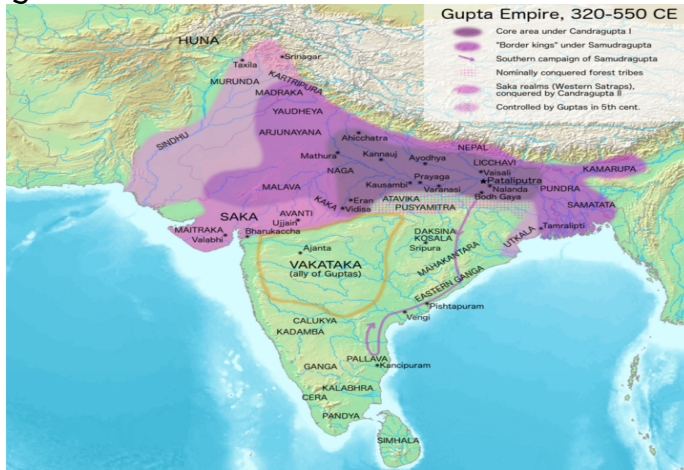 Gupta Empire, 320-550 CE
Core area under Candragupta I
"Border kings" under Samudragupta
Southern campaign of Samudragupta
Nominally conquered forest tribes
Saka realms (Western Satraps),
conquered by Candragupta II
Controlled by Guptas in 5th cent.
HUNA
Srinagar
Taxila
KARTRIPURA
MURUNDA
MADRAKA
YAUDHEYA
SINDHU
ARJUNAYANA
Ahicchatra
Mathura
Kannauj
Ayodhya
NEPAL
LICCHAVI
Vaisali
KAMARUPA
NAGA
Prayaga
Pataliputra
MALAVA
Kausambi
Varanasi
Nalanda
PUNDRA
Bodh Gaya
ATAVIKA
KAKA
Eran
Vidisa
PUSYAMITRA
SAMATATA
SAKA
AVANTI
Ujjain
MAITRAKA
Valabhi
Bharukaccha
Tamralipti
UTKALA
DAKSINA
KOSALA
Sripura
Ajanta
VAKATAKA
(ally of Guptas)
MAHAKANTARA
EASTERN GANGA
Pishtapuram
Vengi
CALUKYA
KADAMBA
PALLAVA
Kancipuram
GANGA
KALABHRA
CERA
PANDYA
SIMHALA